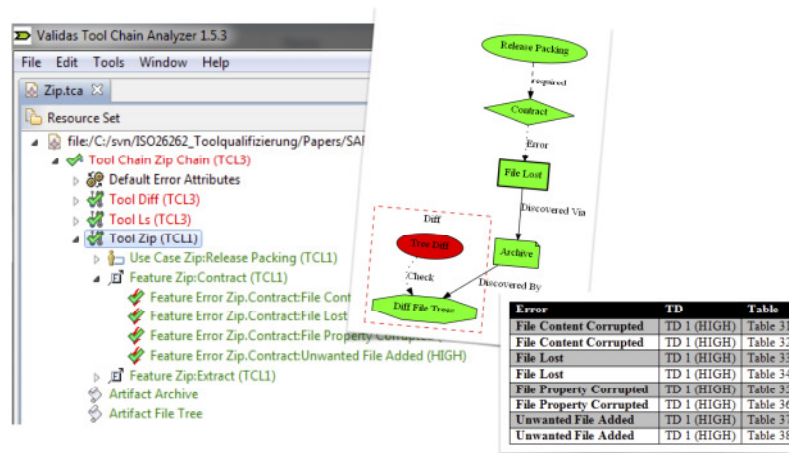 Validas Tool Chain Analyzer 1.5.3
File Edit Tools Window Help
Zip.tca
Resource Set
file:/C:/svn/ISO26262_Toolqualifizierung/Papers/SA
Tool Chain Zip Chain (TCL3)
Default Error Attributes
Tool Diff (TCL3)
Tool Ls (TCL3)
Tool Zip (TCL1)
Use Case Zip:Release Packing (TCL1)
Feature Zip:Contract (TCL1)
Feature Error Zip.Contract:File Cont
Feature Error Zip.Contract:File Lost
Feature Error Zip.Contract:File Property
Feature Error Zip.Contract:Unwanted File Added (HIGH)
Feature Zip:Extract (TCL1)
Artifact Archive
Artifact File Tree
Release Packing
required
Contract
Error
File Lost
Discovered Via
Diff
Tree Diff
Archive
Check
Discovered By
Diff File Trees
Error TD Table
File Content Corrupted TD 1 (HIGH) Table 31
File Content Corrupted TD 1 (HIGH) Table 32
File Lost TD 1 (HIGH) Table 33
File Lost TD 1 (HIGH) Table 34
File Property Corrupted TD 1 (HIGH) Table 35
File Property Corrupted TD 1 (HIGH) Table 36
Unwanted File Added TD 1 (HIGH) Table 37
Unwanted File Added TD 1 (HIGH) Table 38